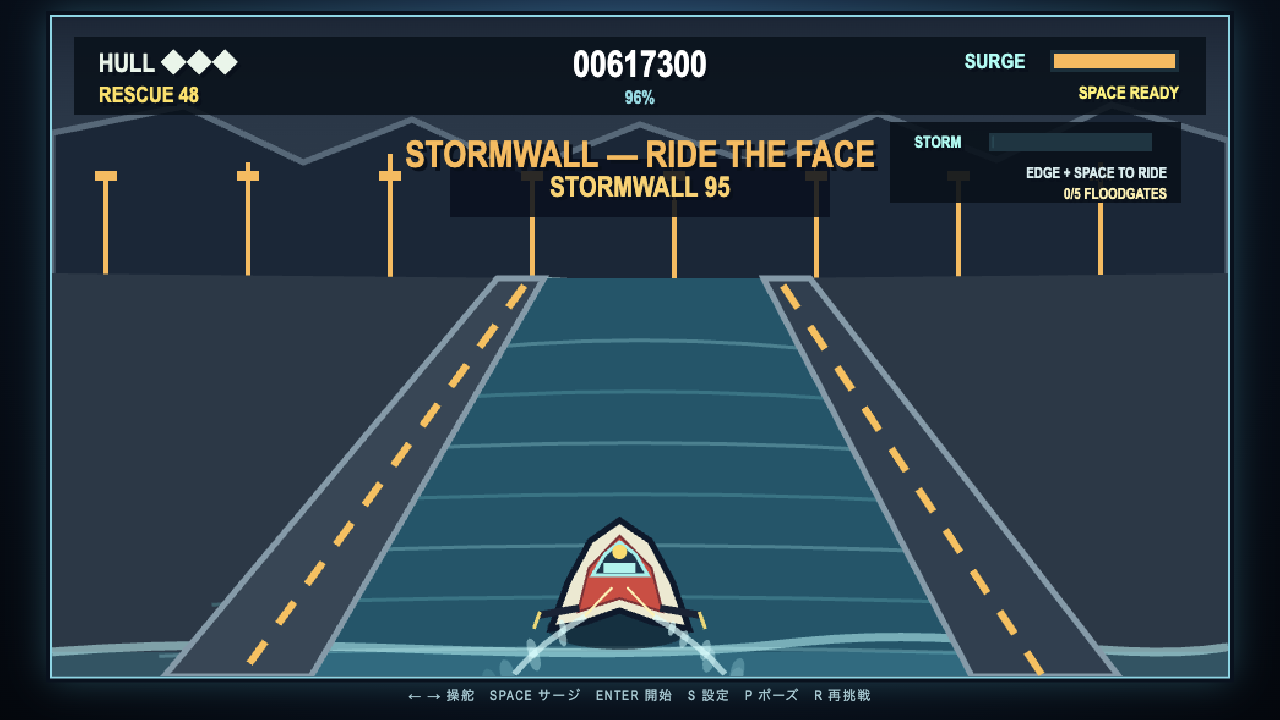 HULL
RESCUE 48
00617300
96%
SURGE
SPACE READY
STORMWALL — RIDE THE FACE
STORMWALL 95
STORM
EDGE + SPACE TO RIDE
0/5 FLOODGATES
← → 操舵 SPACE サージ ENTER 開始 S 設定 P ポーズ R 再挑戦